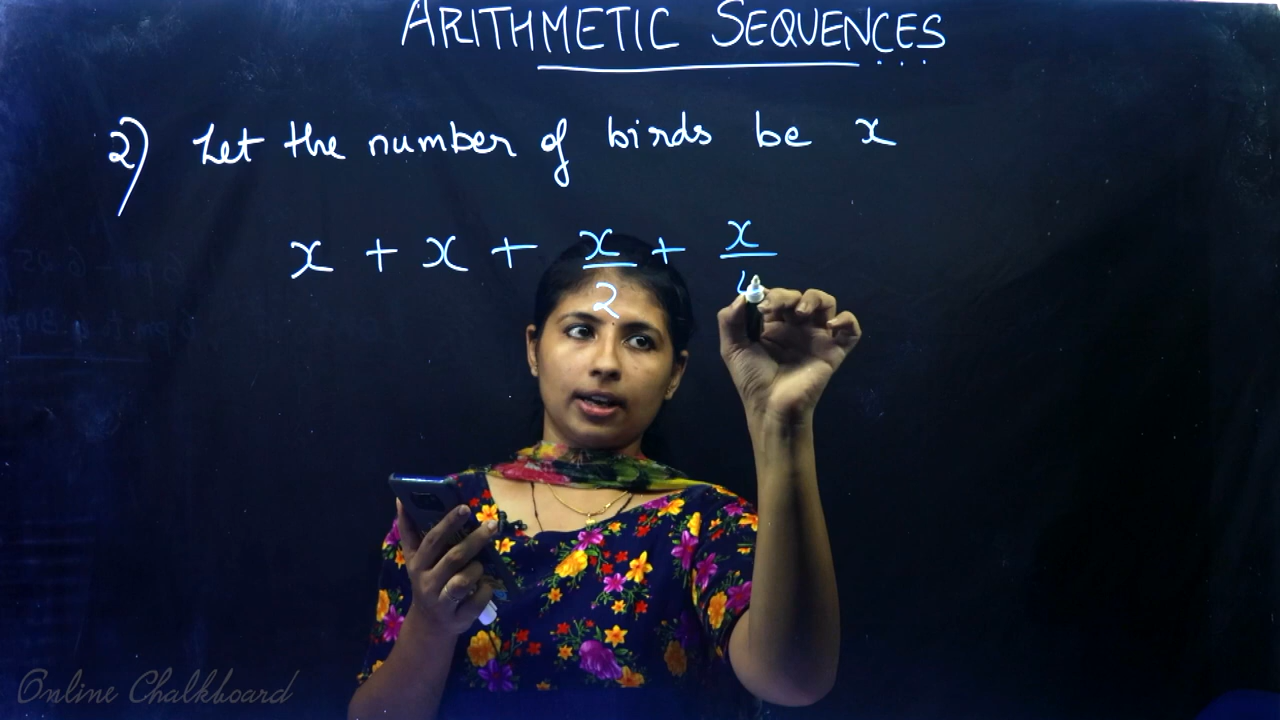 ARITHMETIC SEQUENCES...
2) Let the number of birds be x
x + x + x/2 + x/4
Online Chalkboard